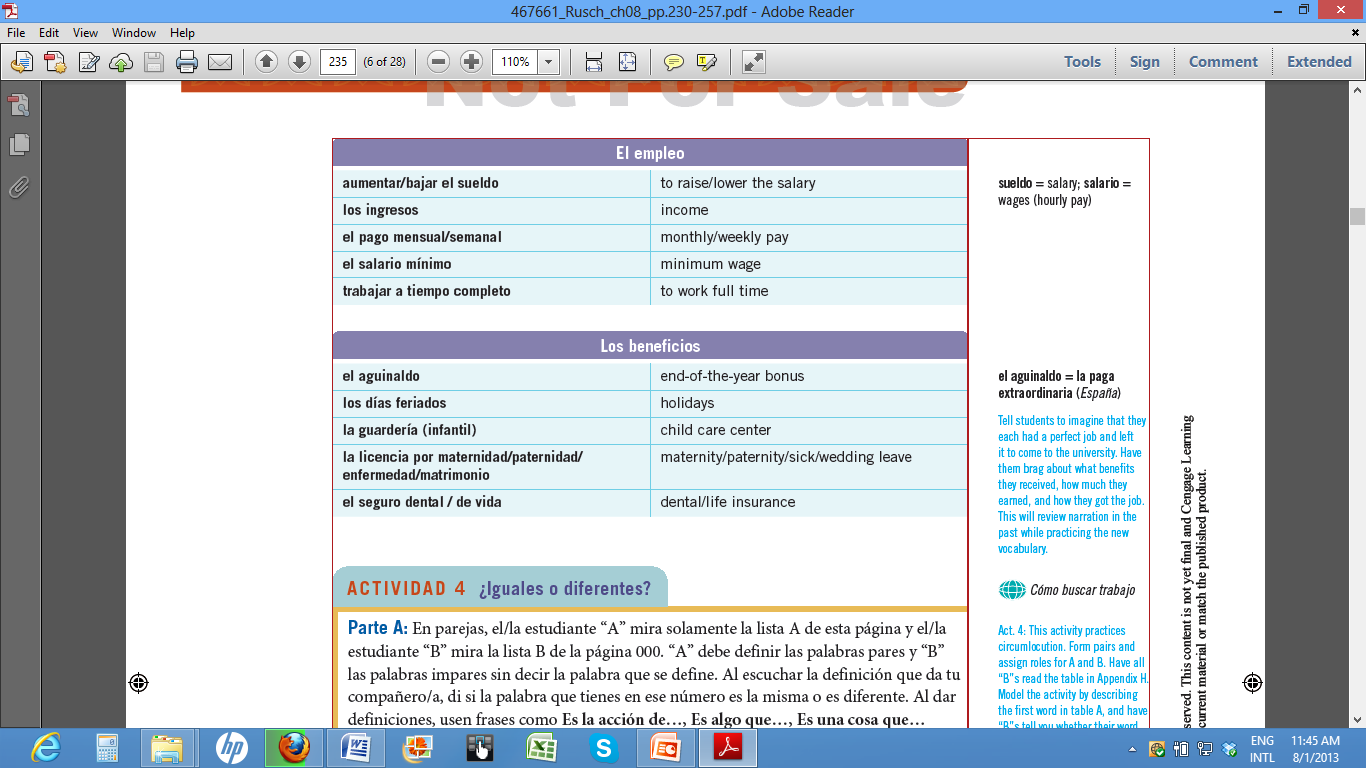 467661_Rusch_ch08_pp.230-257.pdf - Adobe Reader
File Edit View Window Help
235 (6 of 28) 110% Tools Sign Comment Extended
Not For Sale
El empleo
aumentar/bajar el sueldo to raise/lower the salary
los ingresos income
el pago mensual/semanal monthly/weekly pay
el salario mínimo minimum wage
trabajar a tiempo completo to work full time
sueldo = salary; salario =
wages (hourly pay)
Los beneficios
el aguinaldo end-of-the-year bonus
los días feriados holidays
la guardería (infantil) child care center
la licencia por maternidad/paternidad/ maternity/paternity/sick/wedding leave
enfermedad/matrimonio
el seguro dental / de vida dental/life insurance
el aguinaldo = la paga
extraordinaria (España)
Tell students to imagine that they
each had a perfect job and left
it to come to the university. Have
them brag about what benefits
they received, how much they
earned, and how they got the job.
This will review narration in the
past while practicing the new
vocabulary.
Cómo buscar trabajo
ACTIVIDAD 4 ¿Iguales o diferentes?
Parte A: En parejas, el/la estudiante “A” mira solamente la lista A de esta página y el/la
estudiante “B” mira la lista B de la página 000. “A” debe definir las palabras pares y “B”
las palabras impares sin decir la palabra que se define. Al escuchar la definición que da tu
compañero/a, di si la palabra que tienes en ese número es la misma o es diferente. Al dar
definiciones, usen frases como Es la acción de…, Es algo que…, Es una cosa que…
Act. 4: This activity practices
circumlocution. Form pairs and
assign roles for A and B. Have all
“B”s read the table in Appendix H.
Model the activity by describing
the first word in table A, and have
“B”s tell you whether their word
served. This content is not yet final and Cengage Learning
current material or match the published product.
hp
ENG 11:45 AM
INTL 8/1/2013